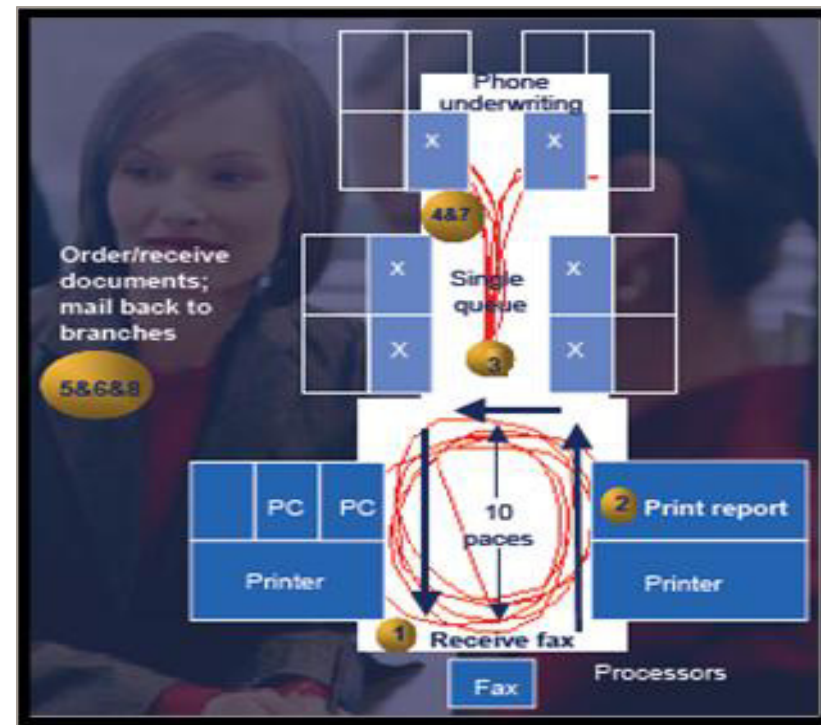 Phone
underwriting
X X
4&7
Order/receive
documents;
mail back to
branches
X X
Single
queue
X X
3
5&6&8
PC PC
10
paces
2 Print report
Printer
Printer
1 Receive fax
Fax
Processors